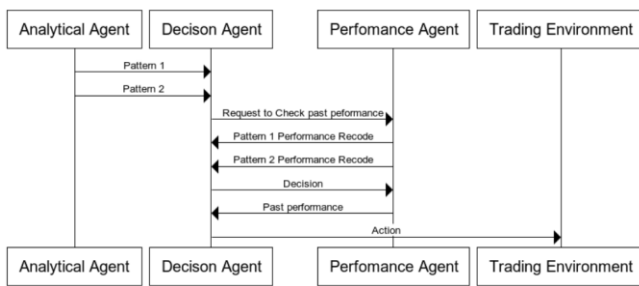 Analytical Agent
Decison Agent
Perfomance Agent
Trading Environment
Pattern 1
Pattern 2
Request to Check past peformance
Pattern 1 Performance Recode
Pattern 2 Performance Recode
Decision
Past performance
Action
Analytical Agent
Decison Agent
Perfomance Agent
Trading Environment